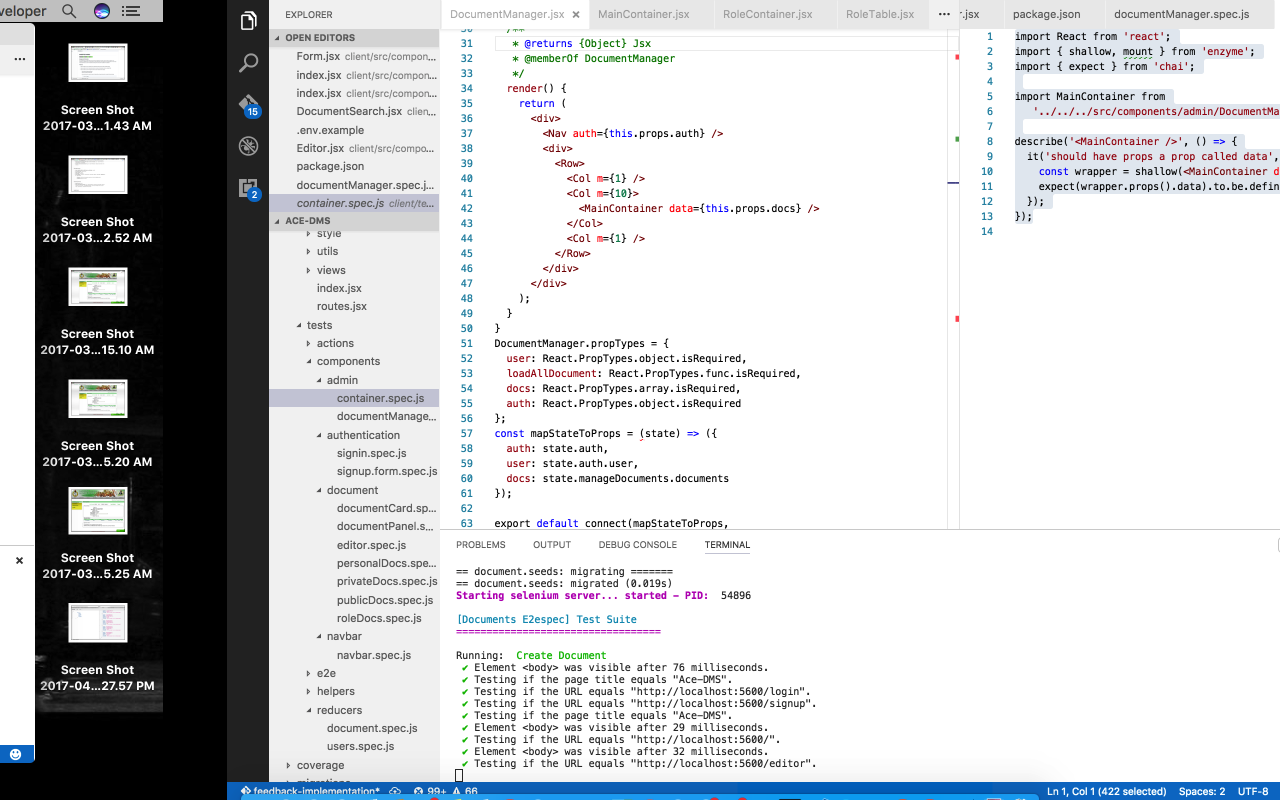 veloper
Screen Shot
2017-03...1.43 AM
Screen Shot
2017-03...2.52 AM
Screen Shot
2017-03...15.10 AM
Screen Shot
2017-03...5.20 AM
Screen Shot
2017-03...5.25 AM
Screen Shot
2017-04...27.57 PM
15
2
EXPLORER
OPEN EDITORS
Form.jsx client/src/compon...
index.jsx client/src/compon...
index.jsx client/src/compon...
DocumentSearch.jsx clien...
.env.example
Editor.jsx client/src/compo...
package.json
documentManager.spec.j...
container.spec.js client/te...
ACE-DMS
style
utils
views
index.jsx
routes.jsx
tests
actions
components
admin
container.spec.js
documentManage...
authentication
signin.spec.js
signup.form.spec.js
document
documentCard.sp...
documentPanel.s...
editor.spec.js
personalDocs.spe...
privateDocs.spec.js
publicDocs.spec.js
roleDocs.spec.js
navbar
navbar.spec.js
e2e
helpers
reducers
document.spec.js
users.spec.js
coverage
migrations
DocumentManager.jsx MainContainer.jsx RoleContainer.jsx RoleTable.jsx
30 /**
31 * @returns {Object} Jsx
32 * @memberOf DocumentManager
33 */
34 render() {
35 return (
36 <div>
37 <Nav auth={this.props.auth} />
38 <div>
39 <Row>
40 <Col m={1} />
41 <Col m={10}>
42 <MainContainer data={this.props.docs} />
43 </Col>
44 <Col m={1} />
45 </Row>
46 </div>
47 </div>
48 );
49 }
50 }
51 DocumentManager.propTypes = {
52 user: React.PropTypes.object.isRequired,
53 loadAllDocument: React.PropTypes.func.isRequired,
54 docs: React.PropTypes.array.isRequired,
55 auth: React.PropTypes.object.isRequired
56 };
57 const mapStateToProps = (state) => ({
58 auth: state.auth,
59 user: state.auth.user,
60 docs: state.manageDocuments.documents
61 });
62
63 export default connect(mapStateToProps,
r.jsx package.json documentManager.spec.js
1 import React from 'react';
2 import { shallow, mount } from 'enzyme';
3 import { expect } from 'chai';
4
5 import MainContainer from
6 '../../../src/components/admin/DocumentMa
7
8 describe('<MainContainer />', () => {
9 it('should have props a prop called data',
10 const wrapper = shallow(<MainContainer d
11 expect(wrapper.props().data).to.be.defin
12 });
13 });
14
PROBLEMS OUTPUT DEBUG CONSOLE TERMINAL
== document.seeds: migrating =======
== document.seeds: migrated (0.019s)
Starting selenium server... started - PID: 54896
[Documents E2espec] Test Suite
==================================
Running: Create Document
✔ Element <body> was visible after 76 milliseconds.
✔ Testing if the page title equals "Ace-DMS".
✔ Testing if the URL equals "http://localhost:5600/login".
✔ Testing if the URL equals "http://localhost:5600/signup".
✔ Testing if the page title equals "Ace-DMS".
✔ Element <body> was visible after 29 milliseconds.
✔ Testing if the URL equals "http://localhost:5600/".
✔ Element <body> was visible after 32 milliseconds.
✔ Testing if the URL equals "http://localhost:5600/editor".
feedback-implementation* 99+ 66 Ln 1, Col 1 (422 selected) Spaces: 2 UTF-8